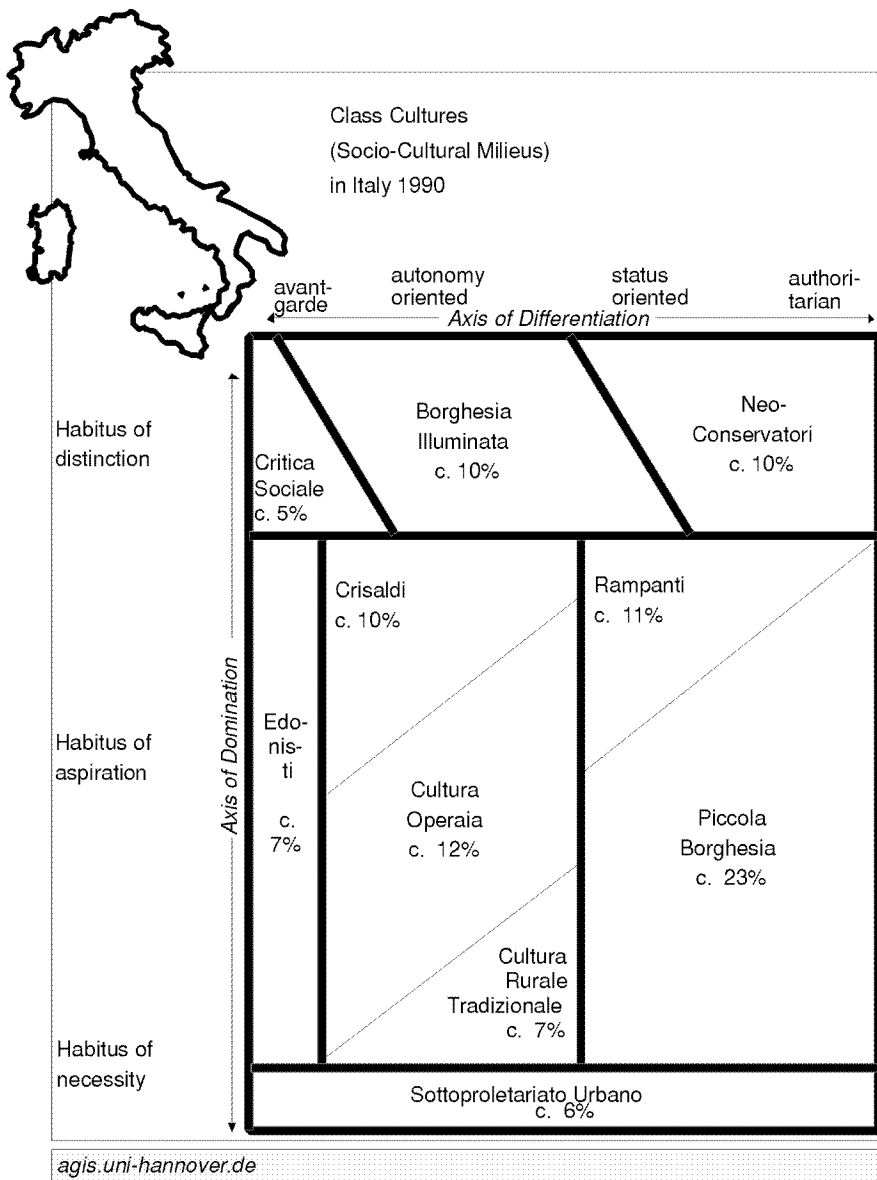 Class Cultures
(Socio-Cultural Milieus)
in Italy 1990
avant-
garde
autonomy
oriented
status
oriented
authori-
tarian
Axis of Differentiation
Habitus of
distinction
Critica
Sociale
c. 5%
Borghesia
Illuminata
c. 10%
Neo-
Conservatori
c. 10%
Axis of Domination
Habitus of
aspiration
Edo-
nis-
ti
c.
7%
Crisaldi
c. 10%
Rampanti
c. 11%
Cultura
Operaia
c. 12%
Piccola
Borghesia
c. 23%
Cultura
Rurale
Tradizionale
c. 7%
Habitus of
necessity
Sottoproletariato Urbano
c. 6%
agis.uni-hannover.de